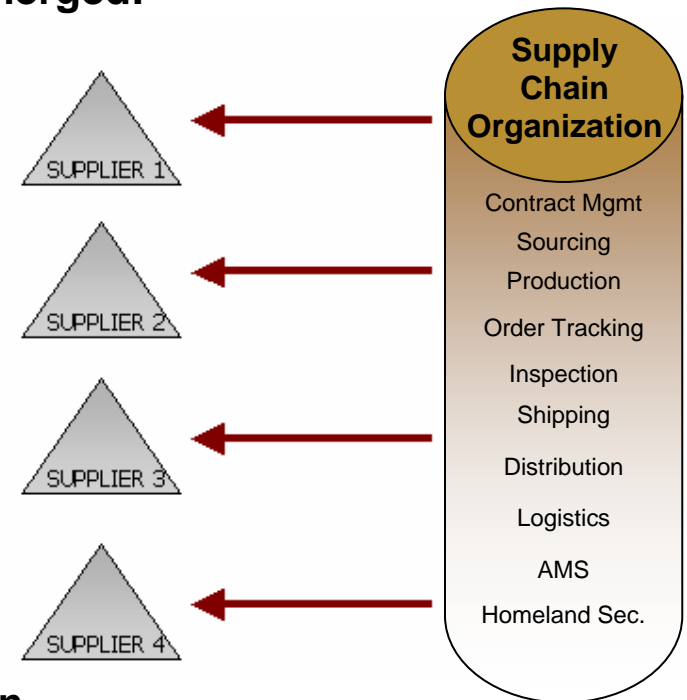 Supply
Chain
Organization
SUPPLIER 1
SUPPLIER 2
SUPPLIER 3
SUPPLIER 4
Contract Mgmt
Sourcing
Production
Order Tracking
Inspection
Shipping
Distribution
Logistics
AMS
Homeland Sec.